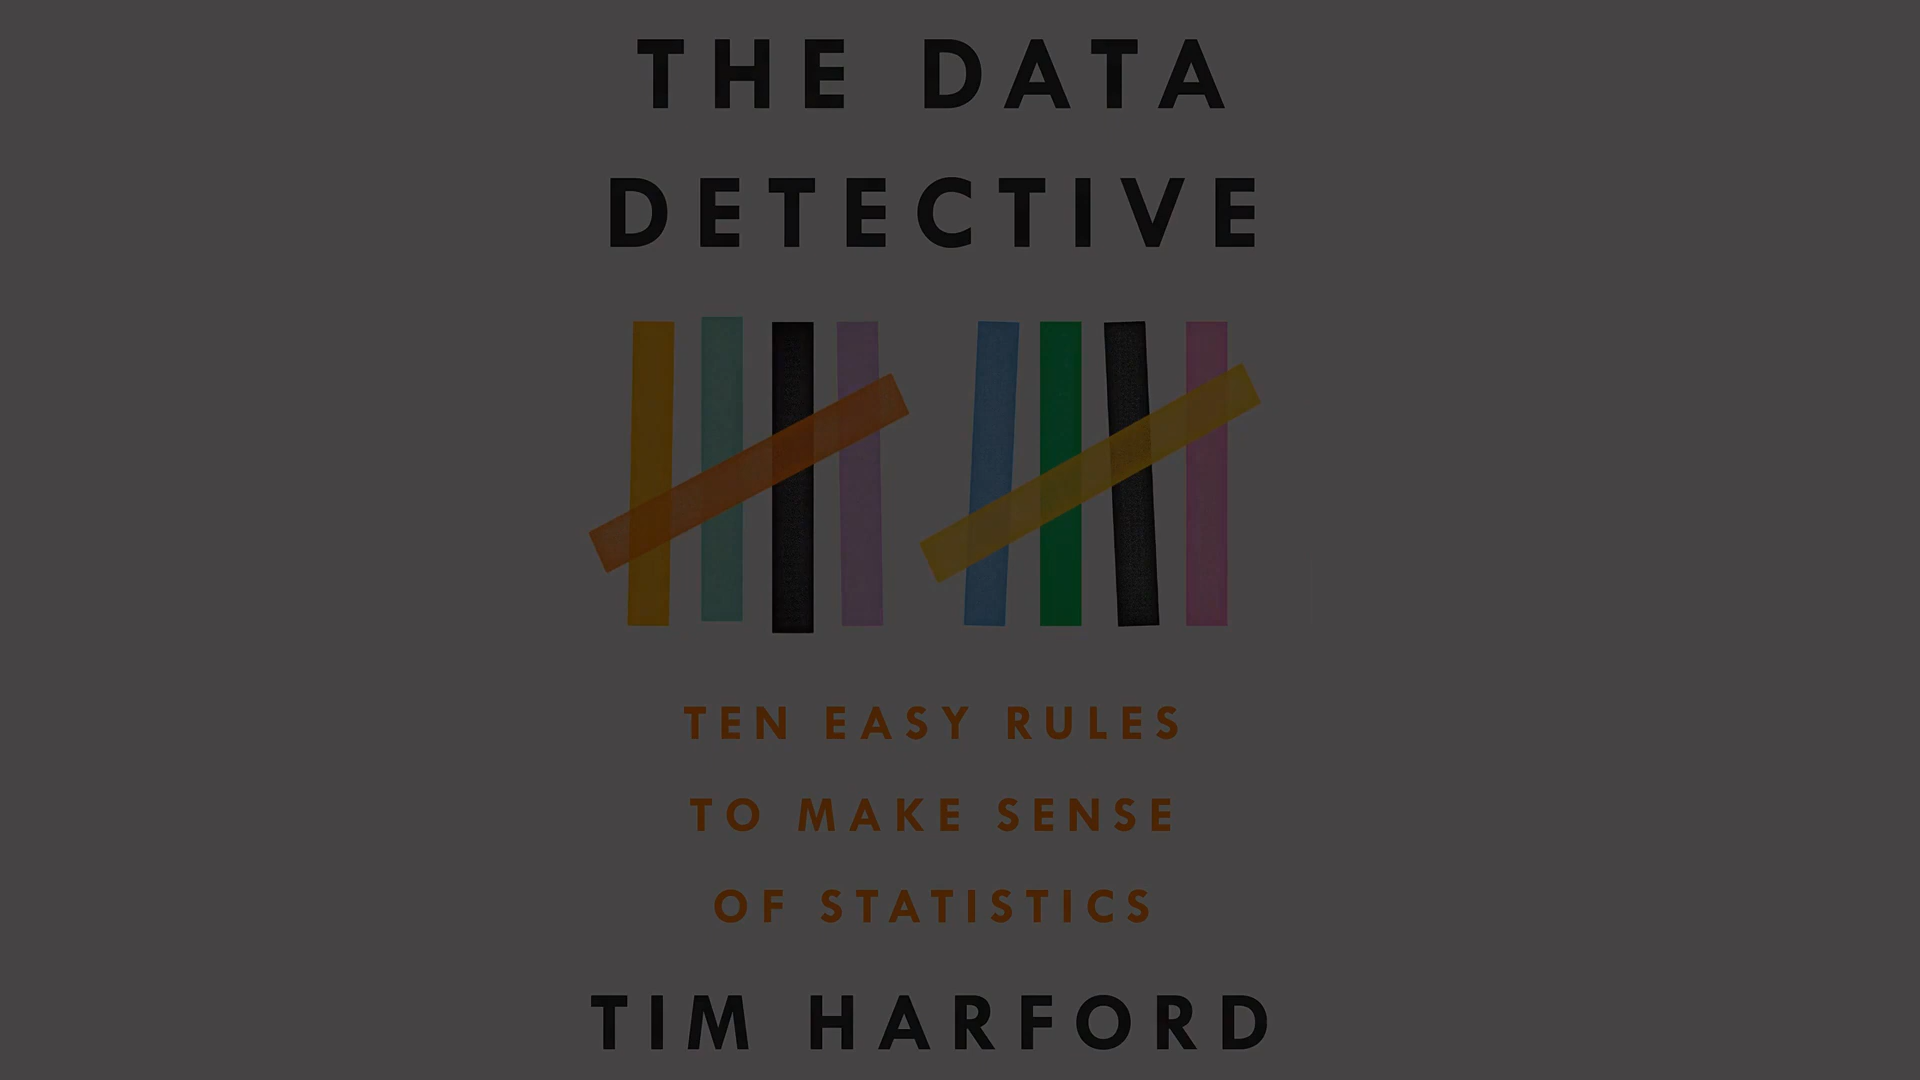 THE DATA
DETECTIVE
TEN EASY RULES
TO MAKE SENSE
OF STATISTICS
TIM HARFORD